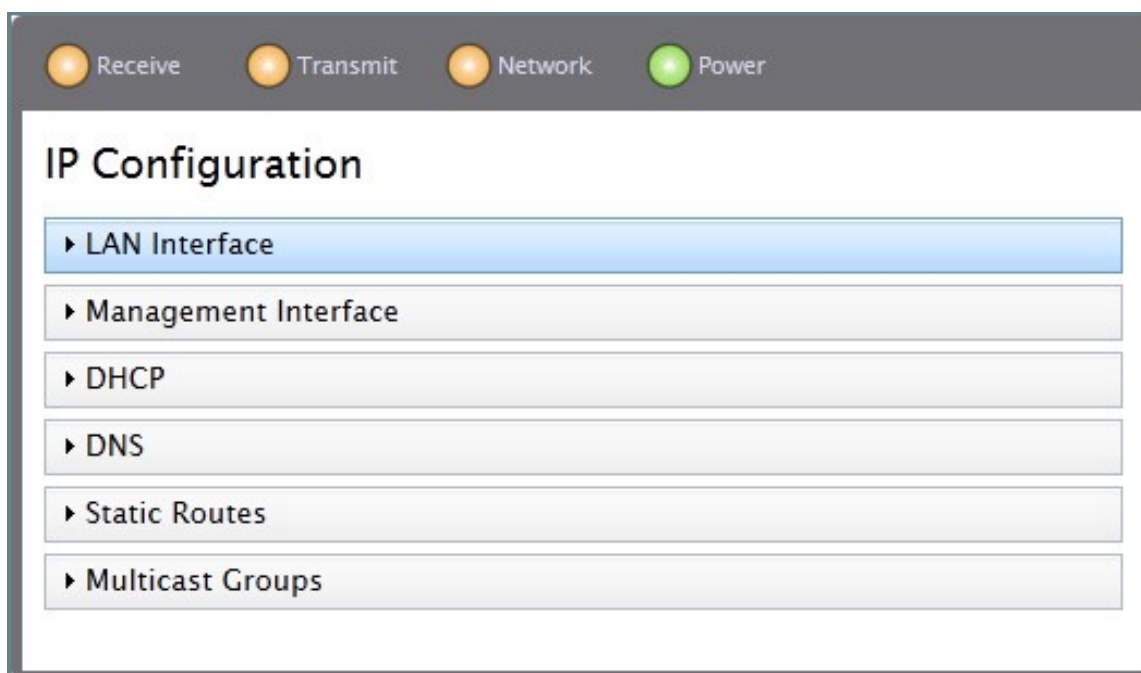 Receive Transmit Network Power
IP Configuration
LAN Interface
Management Interface
DHCP
DNS
Static Routes
Multicast Groups